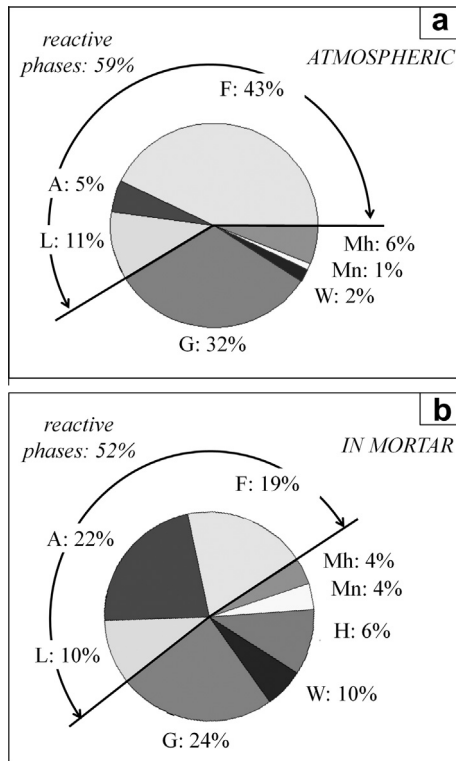 a
reactive
phases: 59%
ATMOSPHERIC
F: 43%
A: 5%
L: 11%
Mh: 6%
Mn: 1%
W: 2%
G: 32%
b
reactive
phases: 52%
IN MORTAR
F: 19%
A: 22%
Mh: 4%
Mn: 4%
H: 6%
L: 10%
W: 10%
G: 24%